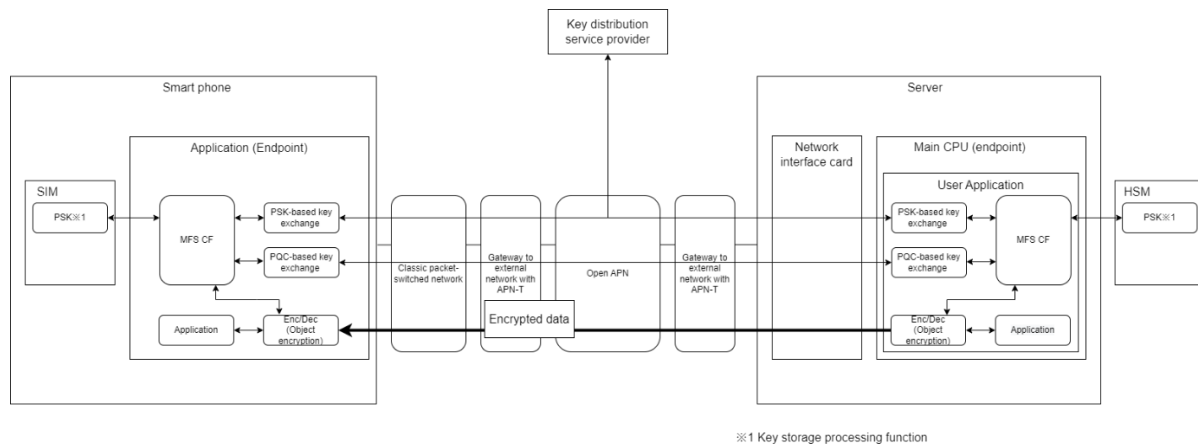 Key distribution
service provider
Smart phone
Server
Application (Endpoint)
Network
interface card
Main CPU (endpoint)
User Application
SIM
PSK※1
MFS CF
PSK-based key
exchange
PQC-based key
exchange
Application
Enc/Dec
(Object
encryption)
Classic packet-
switched network
Gateway to
external
network with
APN-T
Open APN
Gateway to
external
network with
APN-T
Encrypted data
PSK-based key
exchange
PQC-based key
exchange
MFS CF
Enc/Dec
(Object
encryption)
Application
HSM
PSK※1
※1 Key storage processing function